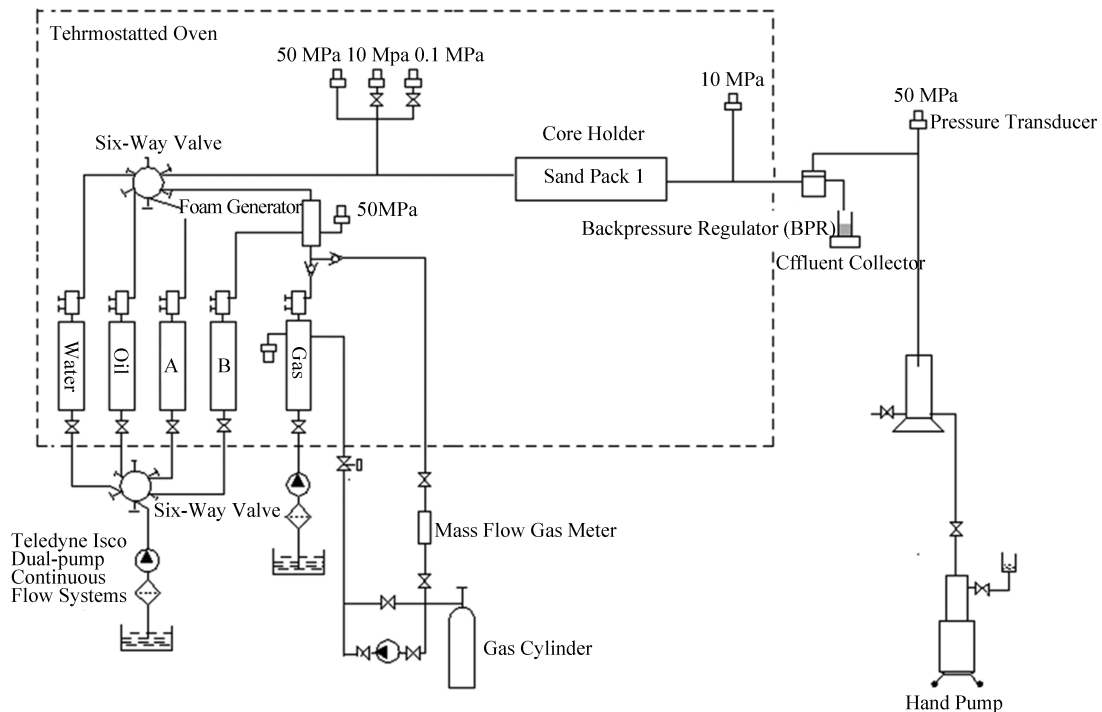 Tehrmostatted Oven
50 MPa 10 Mpa 0.1 MPa
10 MPa
50 MPa
Pressure Transducer
Core Holder
Six-Way Valve
Sand Pack 1
Foam Generator
50MPa
Backpressure Regulator (BPR)
Cffluent Collector
Water
Oil
A
B
Gas
Six-Way Valve
Mass Flow Gas Meter
Teledyne Isco
Dual-pump
Continuous
Flow Systems
Gas Cylinder
Hand Pump